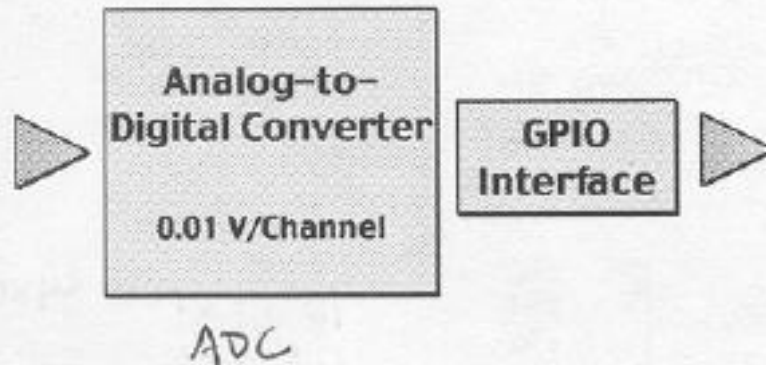 Analog-to-
Digital Converter
0.01 V/Channel
GPIO
Interface
ADC